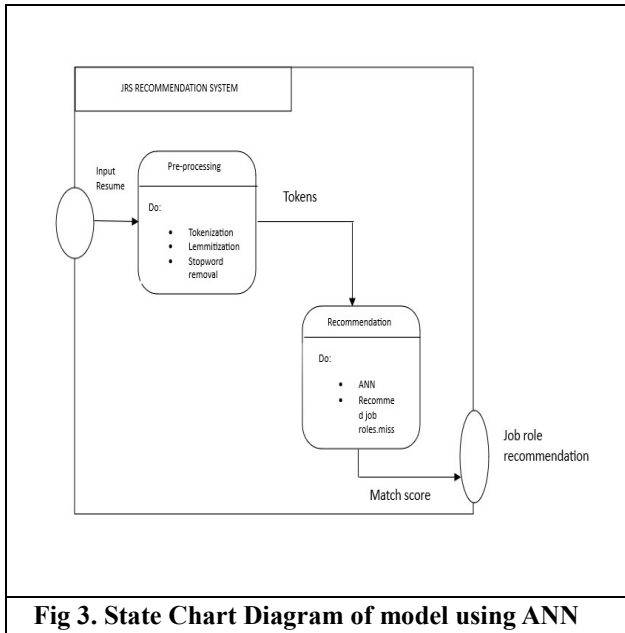 JRS RECOMMENDATION SYSTEM
Input
Resume
Pre-processing
Do:
• Tokenization
• Lemmitization
• Stopword
removal
Tokens
Recommendation
Do:
• ANN
• Recomme
d job
roles.miss
Match score
Job role
recommendation
Fig 3. State Chart Diagram of model using ANN